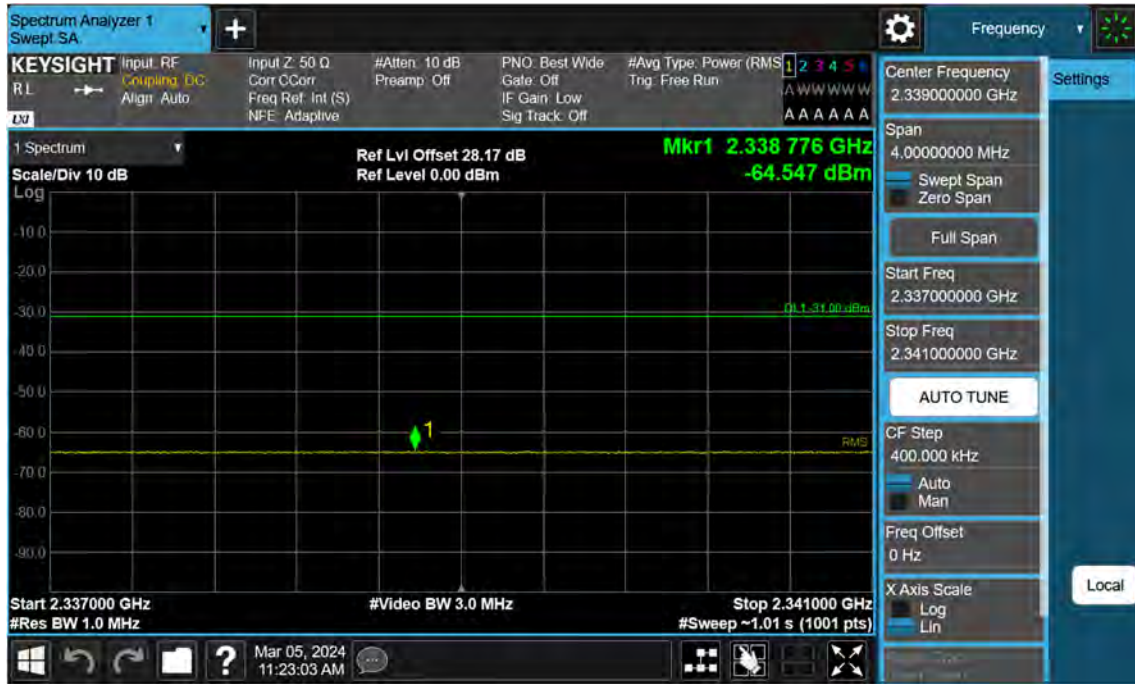 Spectrum Analyzer 1
Swept SA
+
Frequency
KEYSIGHT
RL
LXI
Input: RF
Coupling: DC
Align: Auto
Input Z: 50 Ω
Corr CCorr
Freq Ref: Int (S)
NFE: Adaptive
#Atten: 10 dB
Preamp: Off
PNO: Best Wide
Gate: Off
IF Gain: Low
Sig Track: Off
#Avg Type: Power (RMS
Trig: Free Run
1 2 3 4 5 6
A W W W W W
A A A A A A
1 Spectrum
Scale/Div 10 dB
Log
Ref Lvl Offset 28.17 dB
Ref Level 0.00 dBm
Mkr1 2.338 776 GHz
-64.547 dBm
-10.0
-20.0
-30.0
DL1 -31.00 dBm
-40.0
-50.0
-60.0
1
RMS
-70.0
-80.0
-90.0
Start 2.337000 GHz
#Res BW 1.0 MHz
#Video BW 3.0 MHz
Stop 2.341000 GHz
#Sweep ~1.01 s (1001 pts)
Center Frequency
2.339000000 GHz
Settings
Span
4.00000000 MHz
Swept Span
Zero Span
Full Span
Start Freq
2.337000000 GHz
Stop Freq
2.341000000 GHz
AUTO TUNE
CF Step
400.000 kHz
Auto
Man
Freq Offset
0 Hz
X Axis Scale
Log
Lin
Local
?
Mar 05, 2024
11:23:03 AM